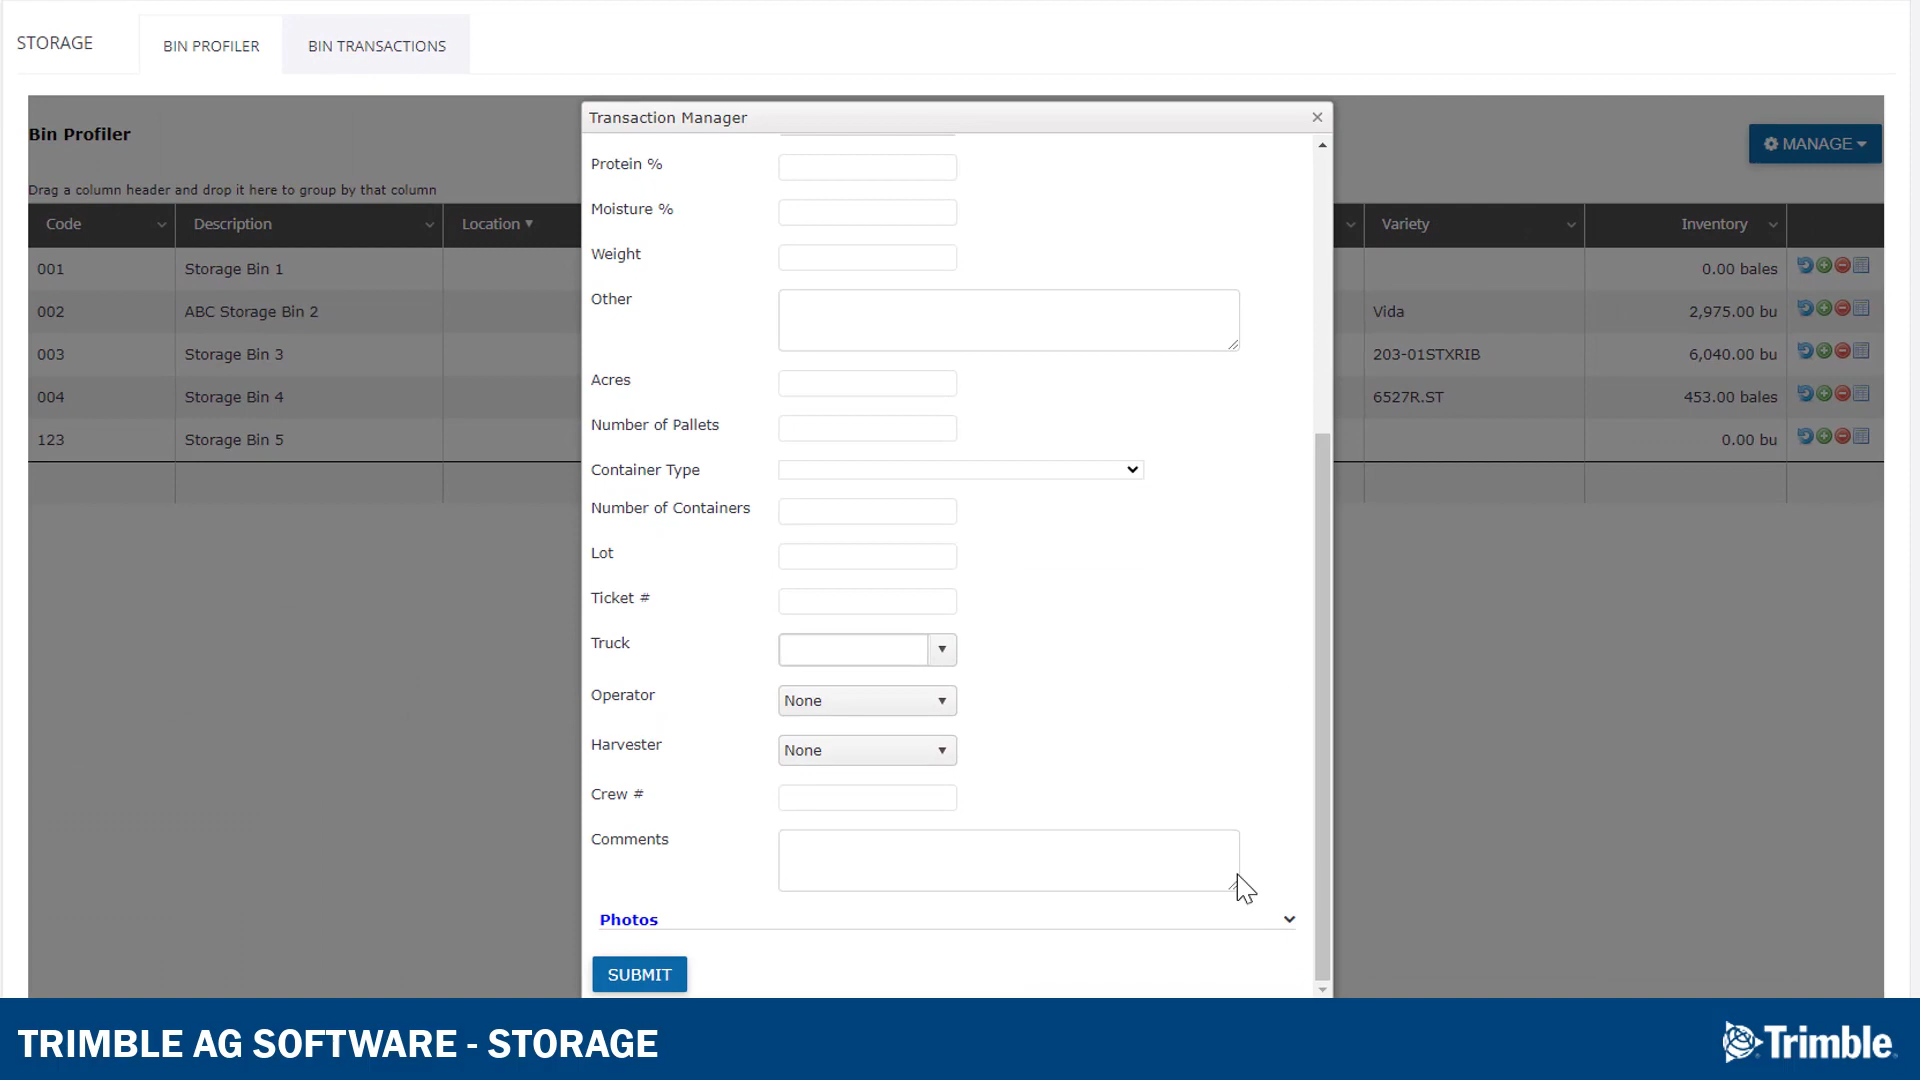 STORAGE
BIN PROFILER
BIN TRANSACTIONS
Bin Profiler
MANAGE
Drag a column header and drop it here to group by that column
Code Description Location Variety Inventory
001 Storage Bin 1 0.00 bales
002 ABC Storage Bin 2 Vida 2,975.00 bu
003 Storage Bin 3 203-01STXRIB 6,040.00 bu
004 Storage Bin 4 6527R.ST 453.00 bales
123 Storage Bin 5 0.00 bu
Transaction Manager
Protein %
Moisture %
Weight
Other
Acres
Number of Pallets
Container Type
Number of Containers
Lot
Ticket #
Truck
Operator None
Harvester None
Crew #
Comments
Photos
SUBMIT
TRIMBLE AG SOFTWARE - STORAGE
Trimble